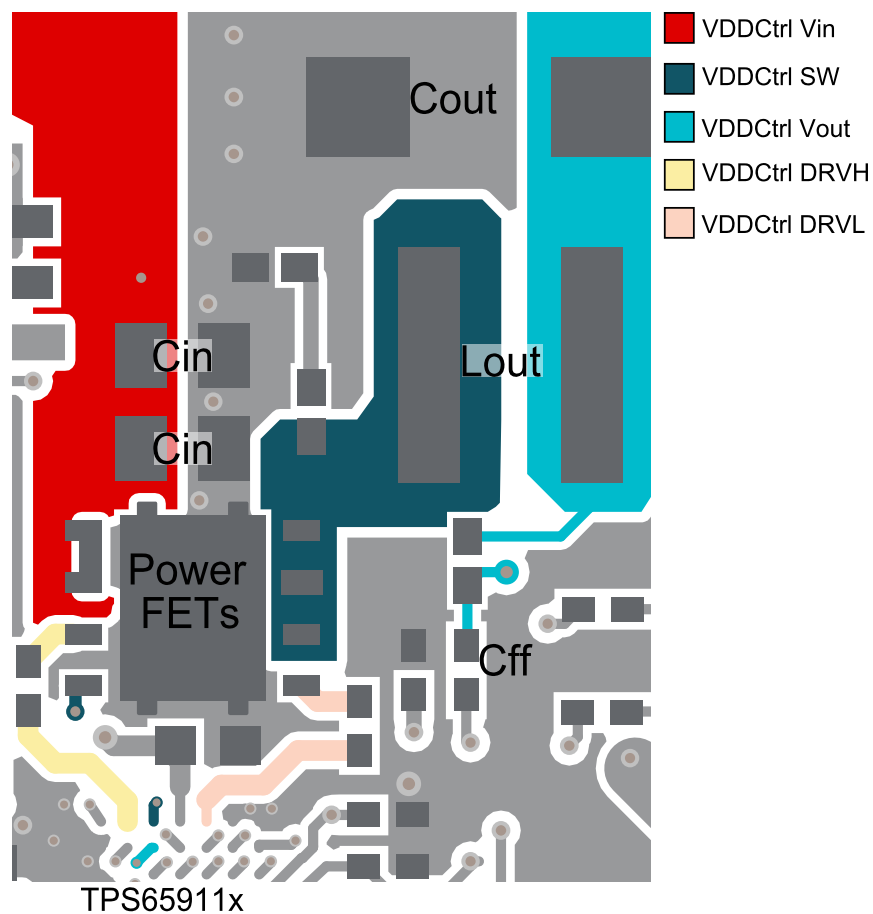 VDDCtrl Vin
VDDCtrl SW
VDDCtrl Vout
VDDCtrl DRVH
VDDCtrl DRVL
Cout
Cin
Lout
Cin
Power
FETs
Cff
TPS65911x